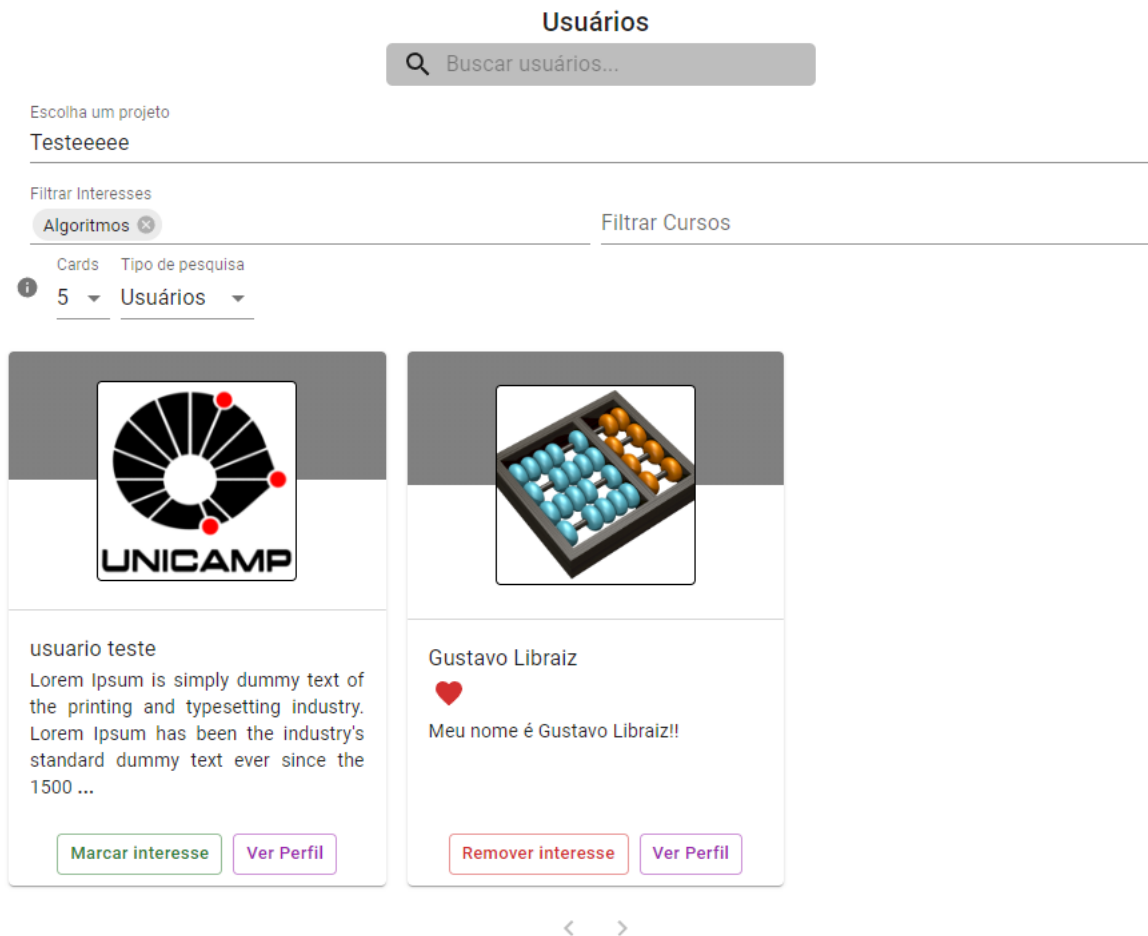 Usuários
Buscar usuários...
Escolha um projeto
Testeeeee
Filtrar Interesses
Algoritmos
Filtrar Cursos
Cards
Tipo de pesquisa
5
Usuários
UNICAMP
usuario teste
Lorem Ipsum is simply dummy text of
the printing and typesetting industry.
Lorem Ipsum has been the industry's
standard dummy text ever since the
1500 ...
Marcar interesse
Ver Perfil
Gustavo Libraiz
Meu nome é Gustavo Libraiz!!
Remover interesse
Ver Perfil